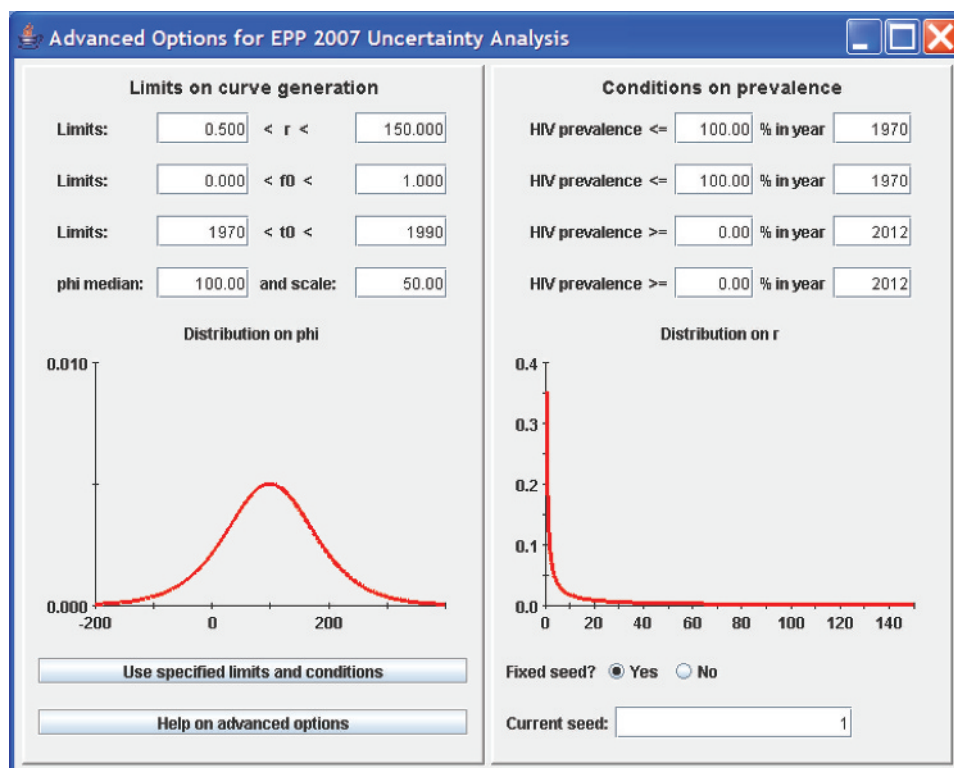 Advanced Options for EPP 2007 Uncertainty Analysis
Limits on curve generation
Limits: 0.500 < r < 150.000
Limits: 0.000 < f0 < 1.000
Limits: 1970 < t0 < 1990
phi median: 100.00 and scale: 50.00
Distribution on phi
0.010
0.000
-200 0 200
Use specified limits and conditions
Help on advanced options
Conditions on prevalence
HIV prevalence <= 100.00 % in year 1970
HIV prevalence <= 100.00 % in year 1970
HIV prevalence >= 0.00 % in year 2012
HIV prevalence >= 0.00 % in year 2012
Distribution on r
0.4
0.3
0.2
0.1
0.0
0 20 40 60 80 100 120 140
Fixed seed? Yes No
Current seed: 1